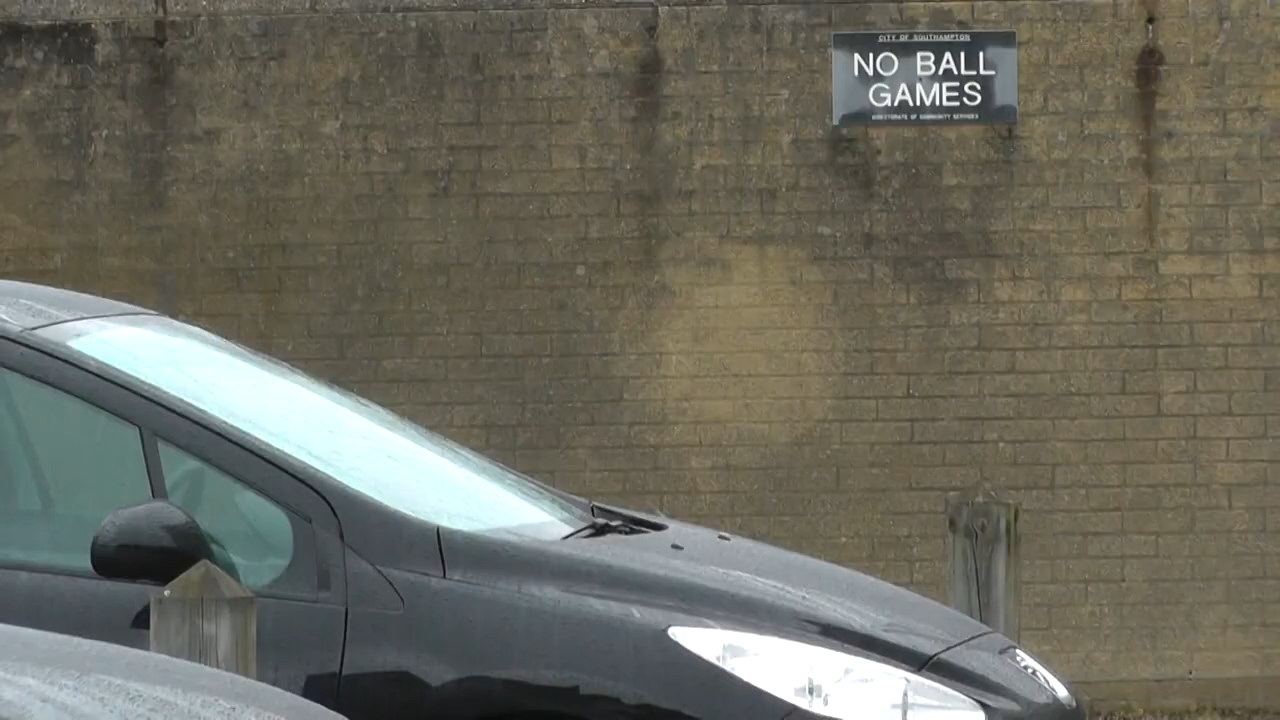 CITY OF SOUTHAMPTON
NO BALL
GAMES
DIRECTORATE OF COMMUNITY SERVICES